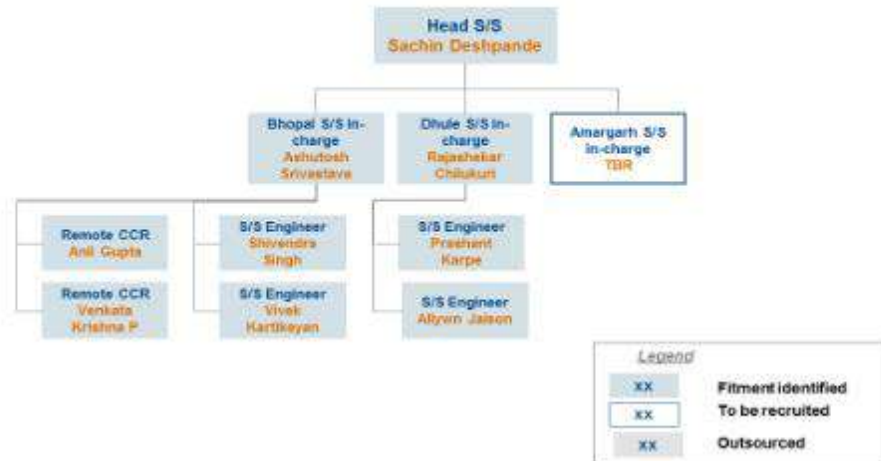 Head S/S
Sachin Deshpande
Bhopal S/S In-
charge
Ashutosh
Srivastava
Dhule S/S in-
charge
Rajashekar
Chilukuri
Amargarh S/S
in-charge
TBR
Remote CCR
Anil Gupta
S/S Engineer
Shivendra
Singh
S/S Engineer
Prashant
Karpe
Remote CCR
Venkata
Krishna P
S/S Engineer
Vivek
Kartikeyan
S/S Engineer
Allywn Jaison
Legend
XX
Fitment identified
XX
To be recruited
XX
Outsourced